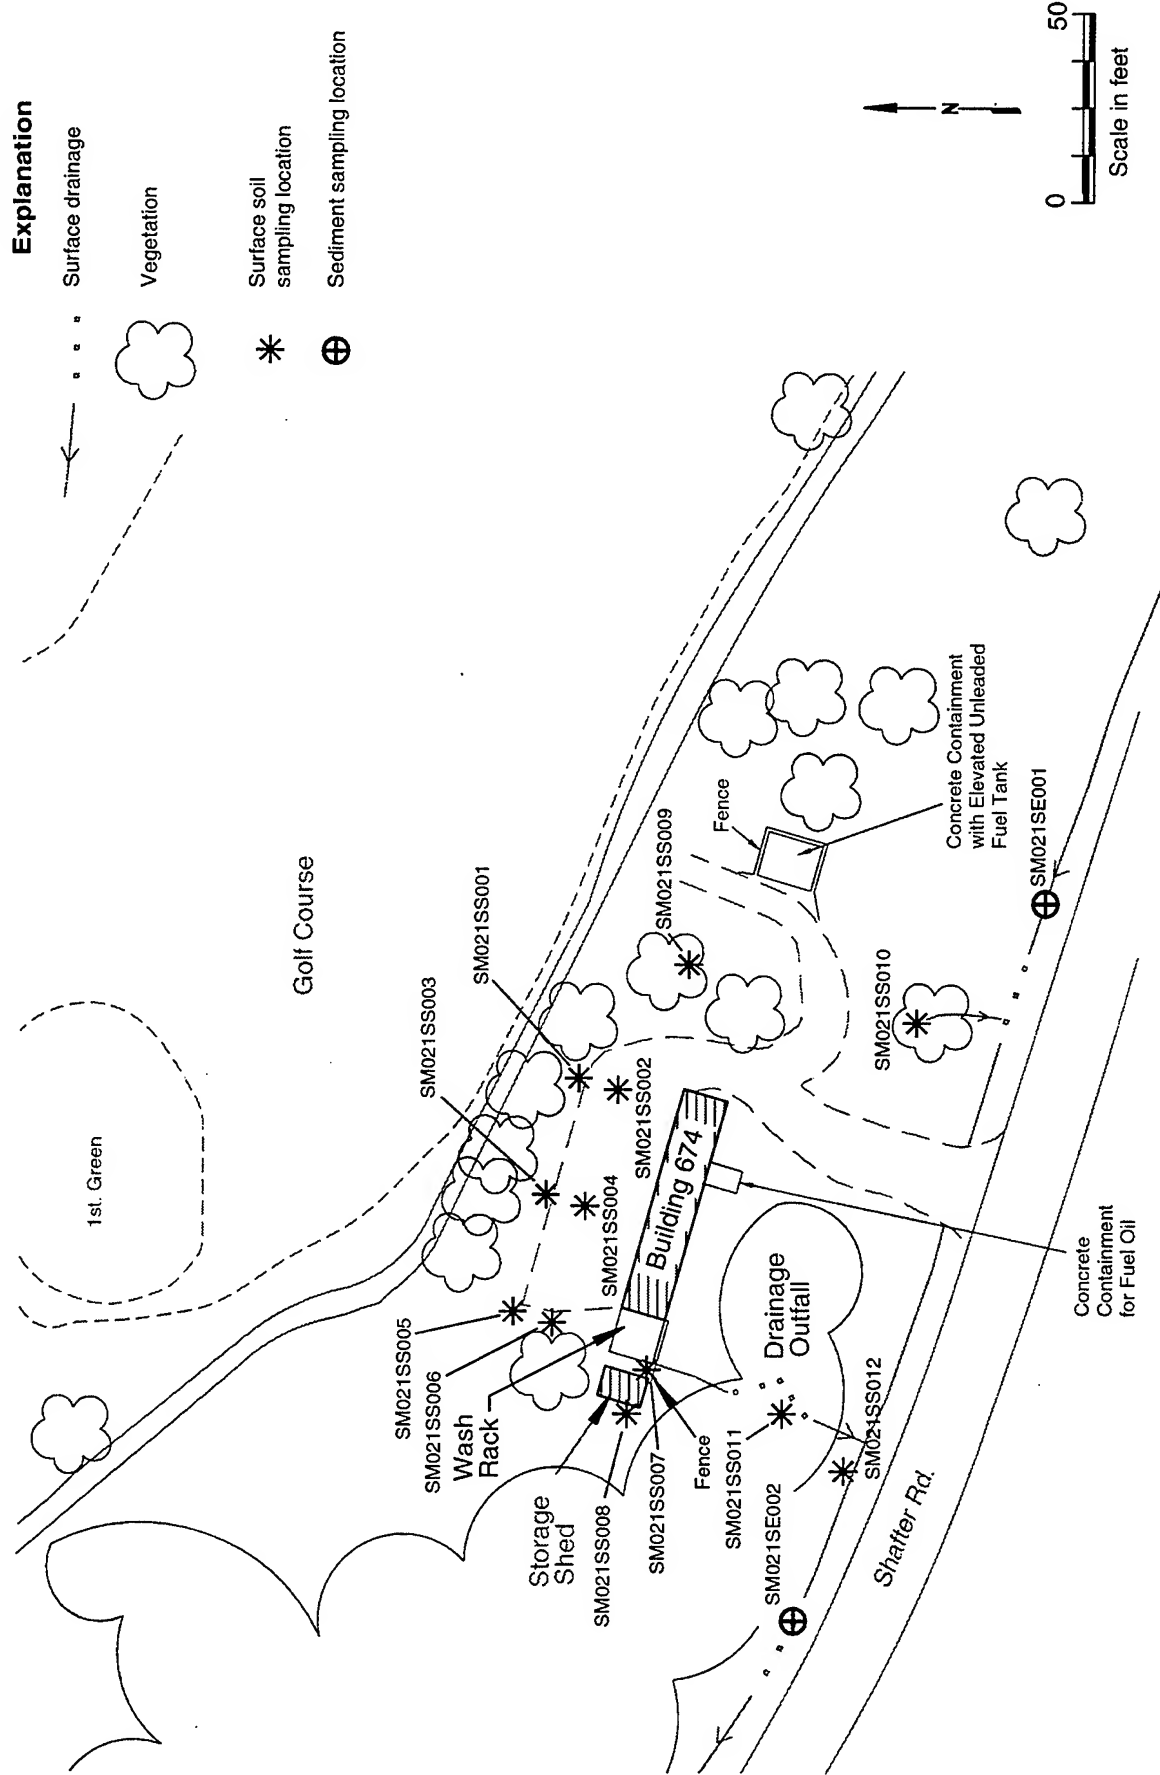 Explanation
Surface drainage
Vegetation
Surface soil
sampling location
Sediment sampling location
N
0
50
Scale in feet
1st. Green
Golf Course
SM021SS003
SM021SS001
SM021SS005
SM021SS006
Wash
Rack
SM021SS004
SM021SS002
SM021SS009
Fence
Building 674
Storage
Shed
SM021SS008
SM021SS007
Fence
SM021SS011
Drainage
Outfall
SM021SE002
SM021SS012
SM021SS010
Concrete Containment
with Elevated Unleaded
Fuel Tank
SM021SE001
Shafter Rd.
Concrete
Containment
for Fuel Oil